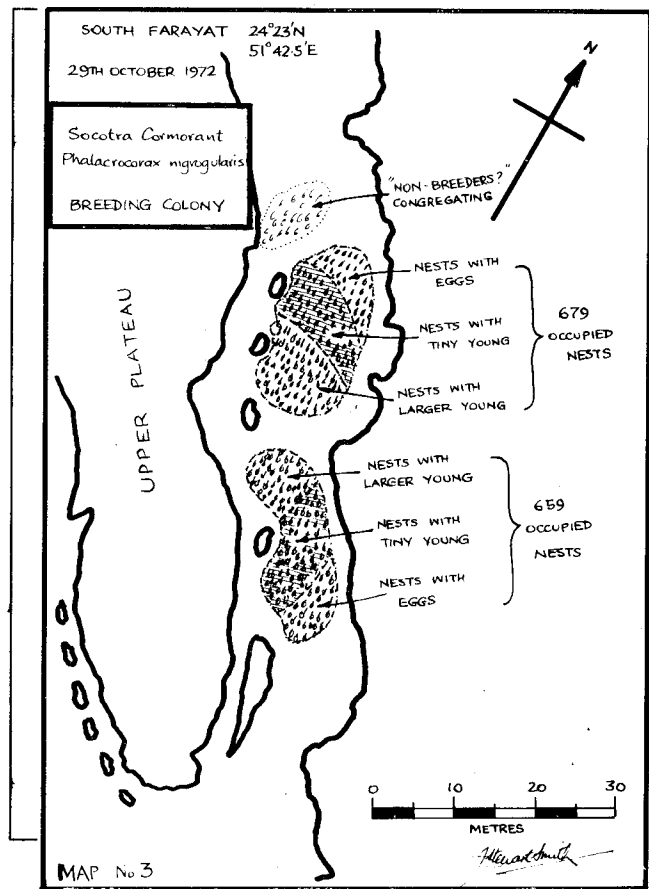 SOUTH FARAYAT 24°23'N
51°42.5'E
29TH OCTOBER 1972
Socotra Cormorant
Phalacrocorax nigrogularis
BREEDING COLONY
N
"NON-BREEDERS?"
CONGREGATING
NESTS WITH
EGGS
NESTS WITH
TINY YOUNG
NESTS WITH
LARGER YOUNG
679
OCCUPIED
NESTS
UPPER PLATEAU
NESTS WITH
LARGER YOUNG
NESTS WITH
TINY YOUNG
NESTS WITH
EGGS
659
OCCUPIED
NESTS
0 10 20 30
METRES
MAP No 3